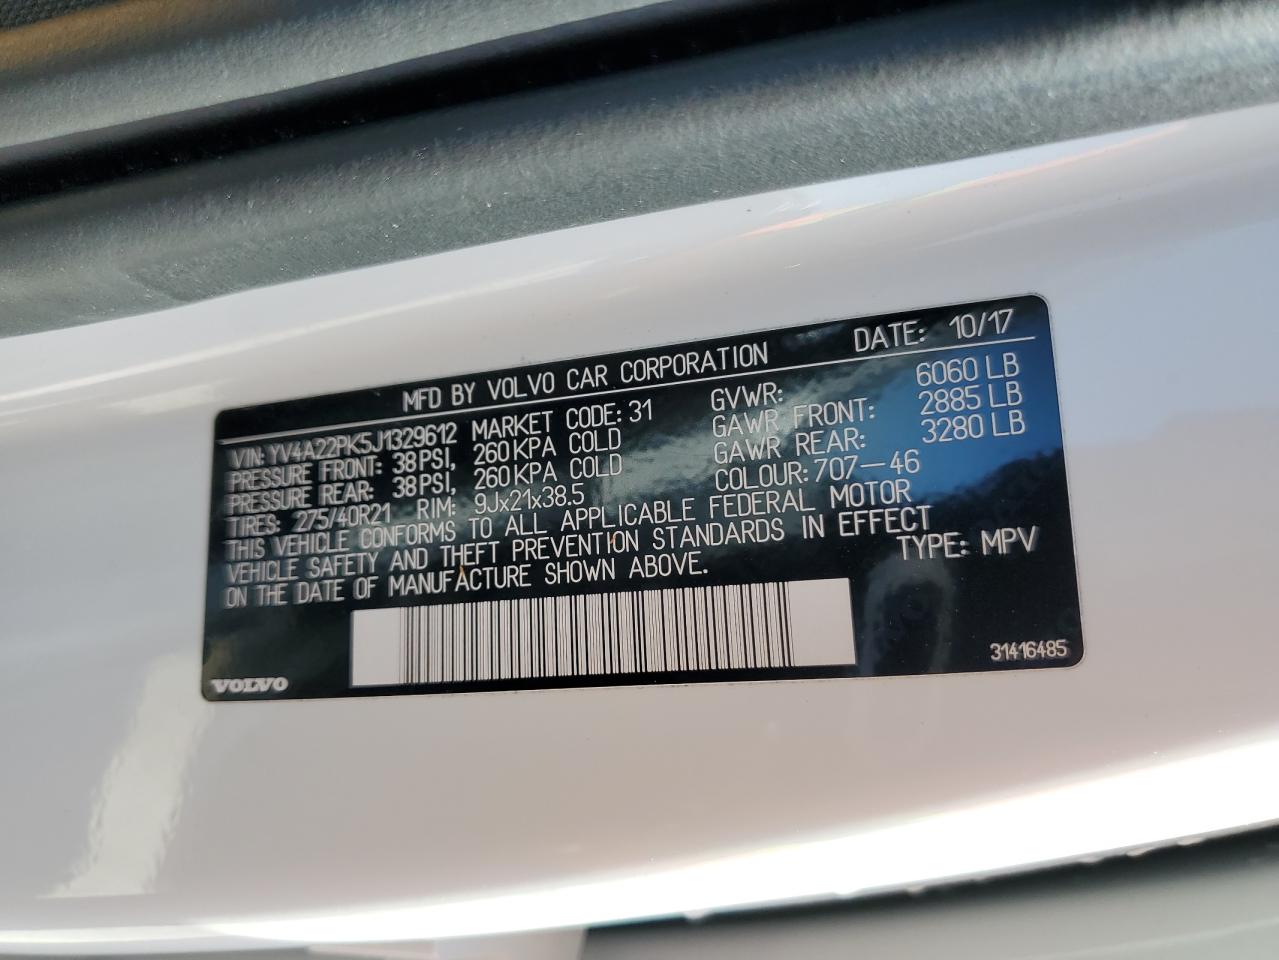 MFD BY VOLVO CAR CORPORATION DATE: 10/17
VIN: YV4A22PK5J1329612 MARKET CODE: 31 GVWR: 6060 LB
PRESSURE FRONT: 38 PSI, 260 KPA COLD GAWR FRONT: 2885 LB
PRESSURE REAR: 38 PSI, 260 KPA COLD GAWR REAR: 3280 LB
TIRES: 275/40R21 RIM: 9Jx21x38.5 COLOUR: 707-46
THIS VEHICLE CONFORMS TO ALL APPLICABLE FEDERAL MOTOR
VEHICLE SAFETY AND THEFT PREVENTION STANDARDS IN EFFECT
ON THE DATE OF MANUFACTURE SHOWN ABOVE. TYPE: MPV
VOLVO 31416485